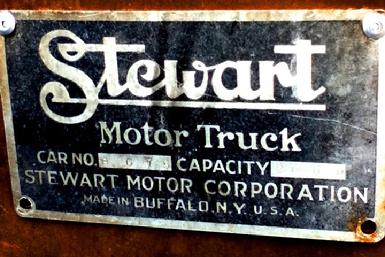 Stewart
Motor Truck
CAR NO. CAPACITY
STEWART MOTOR CORPORATION
MADE IN BUFFALO, N.Y. U.S.A.